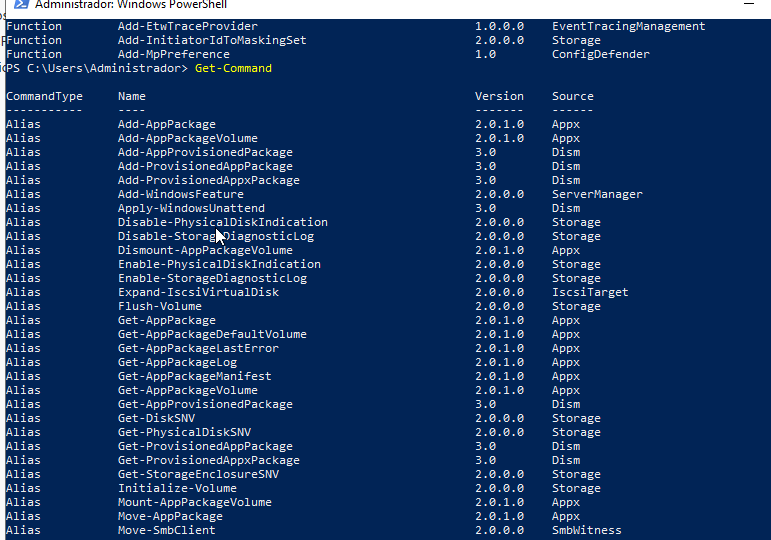 Administrador: Windows PowerShell
Function Add-EtwTraceProvider 1.0.0.0 EventTracingManagement
Function Add-InitiatorIdToMaskingSet 2.0.0.0 Storage
Function Add-MpPreference 1.0 ConfigDefender
PS C:\Users\Administrador> Get-Command
CommandType Name Version Source
----------- ---- ------- ------
Alias Add-AppPackage 2.0.1.0 Appx
Alias Add-AppPackageVolume 2.0.1.0 Appx
Alias Add-AppProvisionedPackage 3.0 Dism
Alias Add-ProvisionedAppPackage 3.0 Dism
Alias Add-ProvisionedAppxPackage 3.0 Dism
Alias Add-WindowsFeature 2.0.0.0 ServerManager
Alias Apply-WindowsUnattend 3.0 Dism
Alias Disable-PhysicalDiskIndication 2.0.0.0 Storage
Alias Disable-StorageDiagnosticLog 2.0.0.0 Storage
Alias Dismount-AppPackageVolume 2.0.1.0 Appx
Alias Enable-PhysicalDiskIndication 2.0.0.0 Storage
Alias Enable-StorageDiagnosticLog 2.0.0.0 Storage
Alias Expand-IscsiVirtualDisk 2.0.0.0 IscsiTarget
Alias Flush-Volume 2.0.0.0 Storage
Alias Get-AppPackage 2.0.1.0 Appx
Alias Get-AppPackageDefaultVolume 2.0.1.0 Appx
Alias Get-AppPackageLastError 2.0.1.0 Appx
Alias Get-AppPackageLog 2.0.1.0 Appx
Alias Get-AppPackageManifest 2.0.1.0 Appx
Alias Get-AppPackageVolume 2.0.1.0 Appx
Alias Get-AppProvisionedPackage 3.0 Dism
Alias Get-DiskSNV 2.0.0.0 Storage
Alias Get-PhysicalDiskSNV 2.0.0.0 Storage
Alias Get-ProvisionedAppPackage 3.0 Dism
Alias Get-ProvisionedAppxPackage 3.0 Dism
Alias Get-StorageEnclosureSNV 2.0.0.0 Storage
Alias Initialize-Volume 2.0.0.0 Storage
Alias Mount-AppPackageVolume 2.0.1.0 Appx
Alias Move-AppPackage 2.0.1.0 Appx
Alias Move-SmbClient 2.0.0.0 SmbWitness